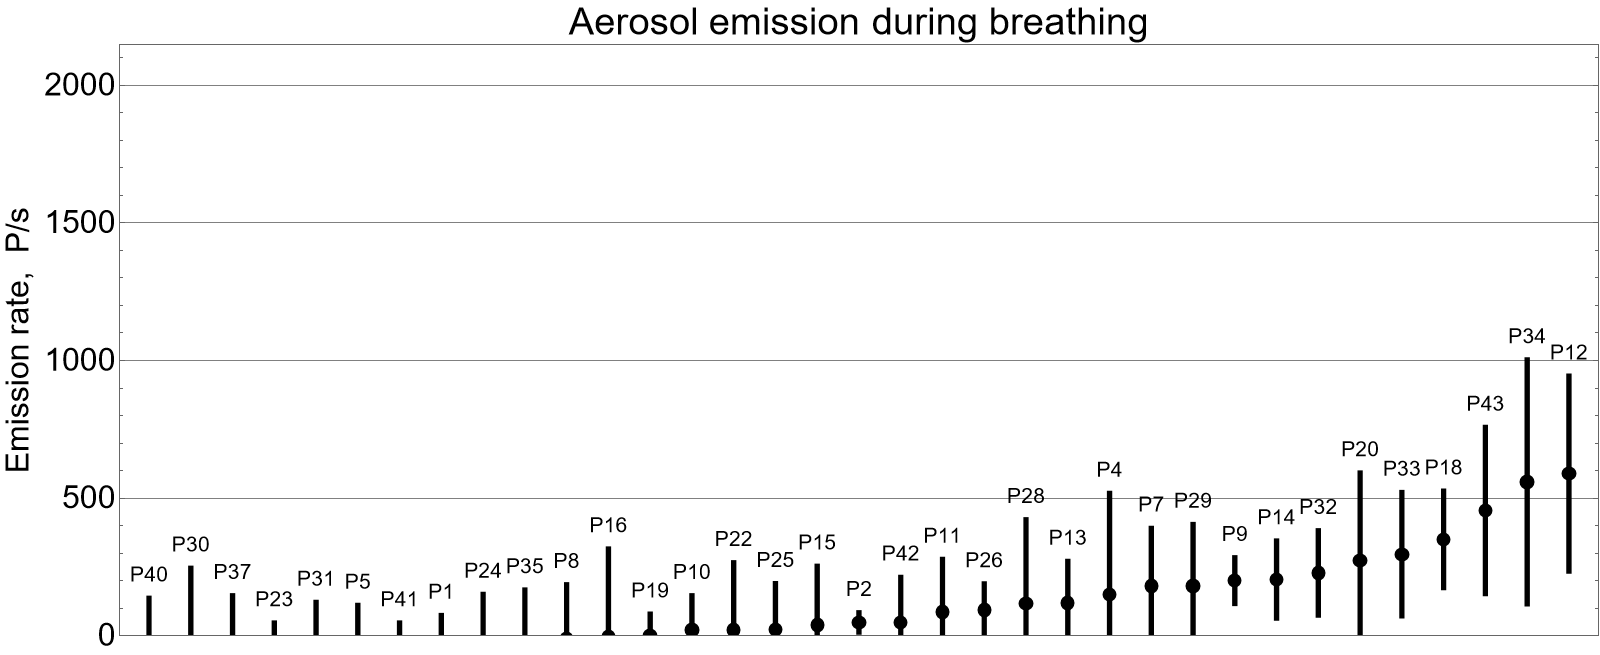 Aerosol emission during breathing
Emission rate, P/s
2000
1500
1000
500
0
P40
P30
P37
P23
P31
P5
P41
P1
P24
P35
P8
P16
P19
P10
P22
P25
P15
P2
P42
P11
P26
P28
P13
P4
P7
P29
P9
P14
P32
P20
P33
P18
P43
P34
P12